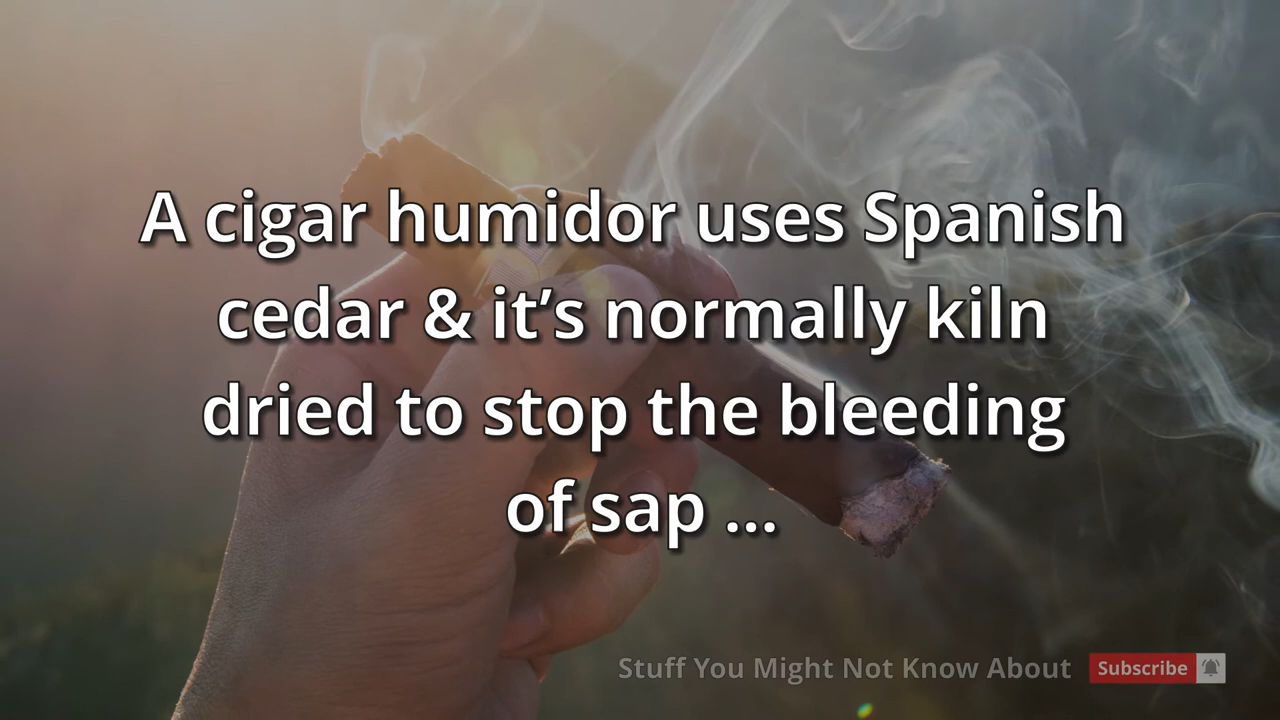 A cigar humidor uses Spanish
cedar & it’s normally kiln
dried to stop the bleeding
of sap ...
Stuff You Might Not Know About
Subscribe